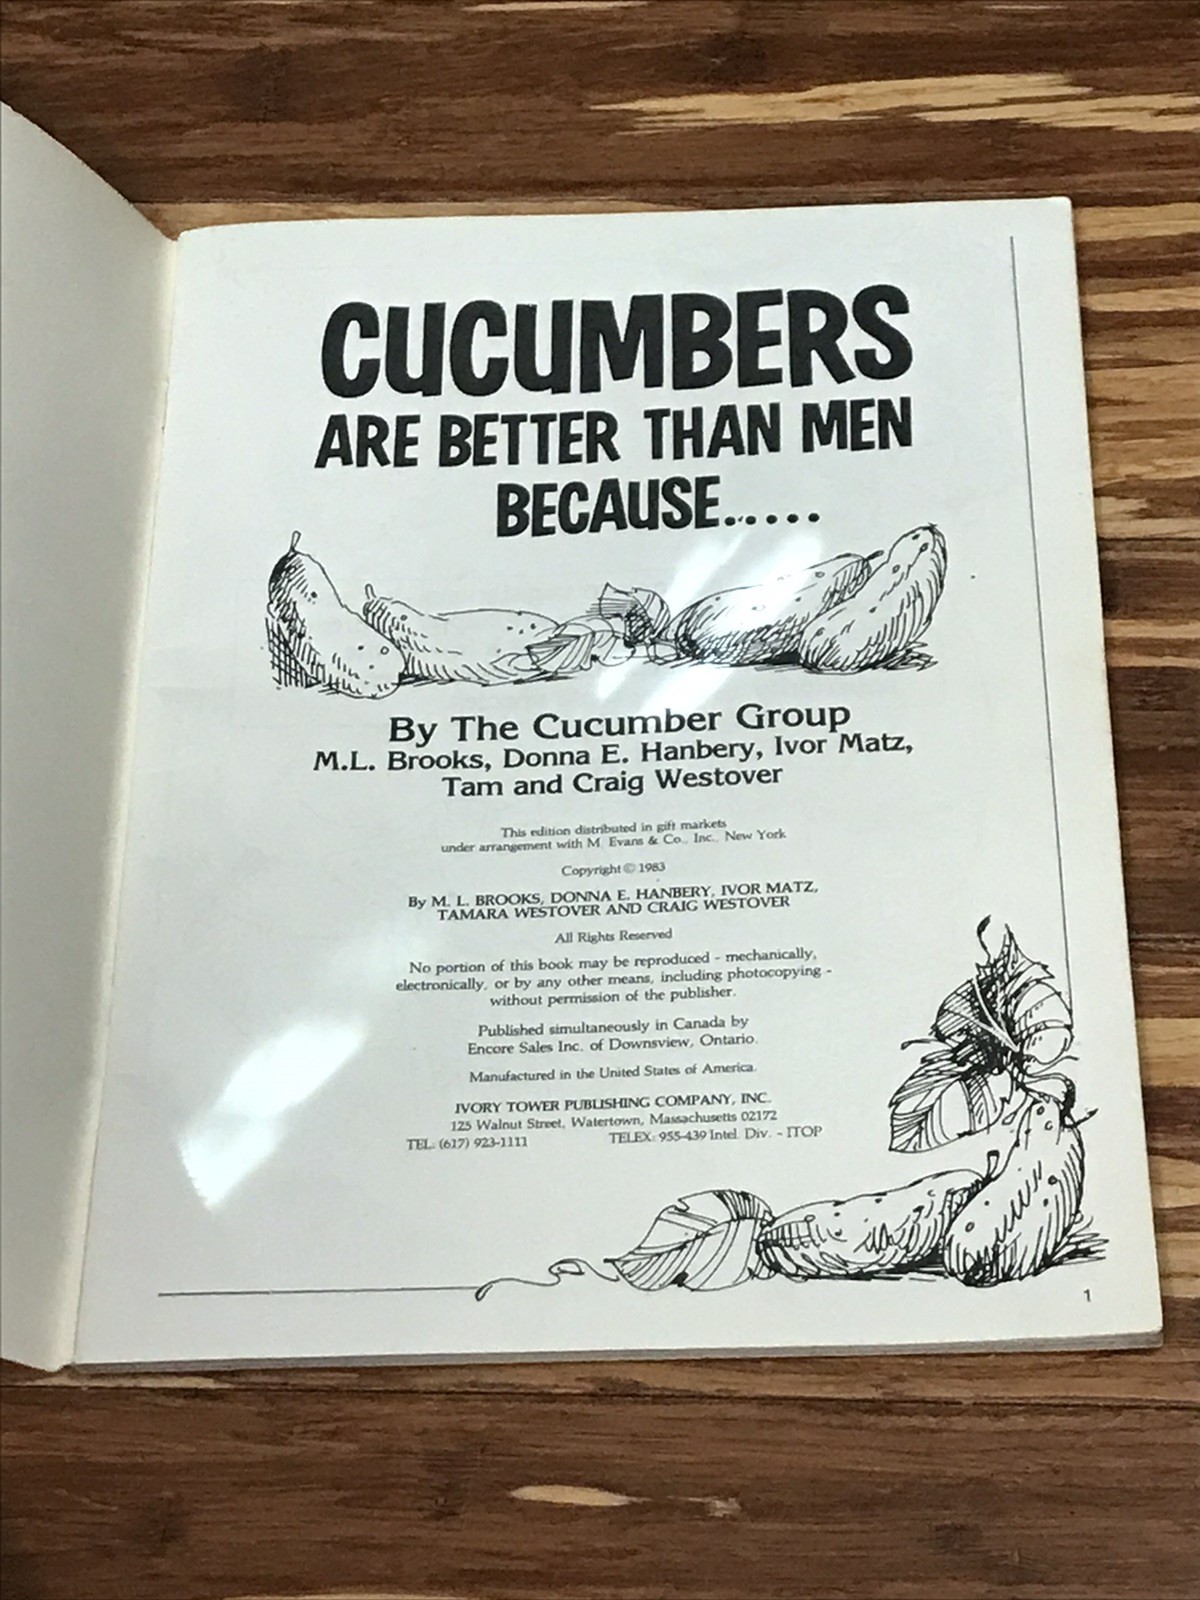 CUCUMBERS
ARE BETTER THAN MEN
BECAUSE.....
By The Cucumber Group
M.L. Brooks, Donna E. Hanbery, Ivor Matz,
Tam and Craig Westover
This edition distributed in gift markets
under arrangement with M. Evans & Co., Inc., New York
Copyright © 1983
By M. L. BROOKS, DONNA E. HANBERY, IVOR MATZ,
TAMARA WESTOVER AND CRAIG WESTOVER
All Rights Reserved
No portion of this book may be reproduced - mechanically,
electronically, or by any other means, including photocopying -
without permission of the publisher.
Published simultaneously in Canada by
Encore Sales Inc. of Downsview, Ontario.
Manufactured in the United States of America.
IVORY TOWER PUBLISHING COMPANY, INC.
125 Walnut Street, Watertown, Massachusetts 02172
TEL: (617) 923-1111 TELEX: 955-439 Intel. Div. - ITOP
1